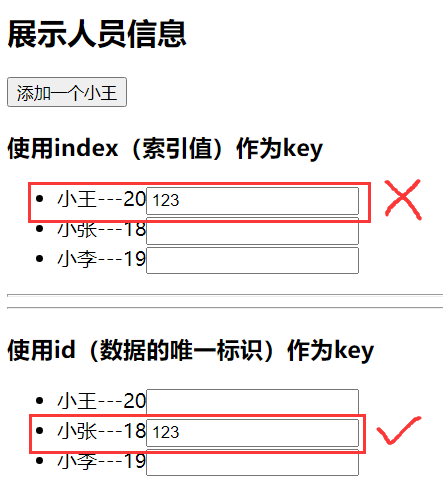 展示人员信息
添加一个小王
使用index（索引值）作为key
小王---20 123
小张---18
小李---19
使用id（数据的唯一标识）作为key
小王---20
小张---18 123
小李---19